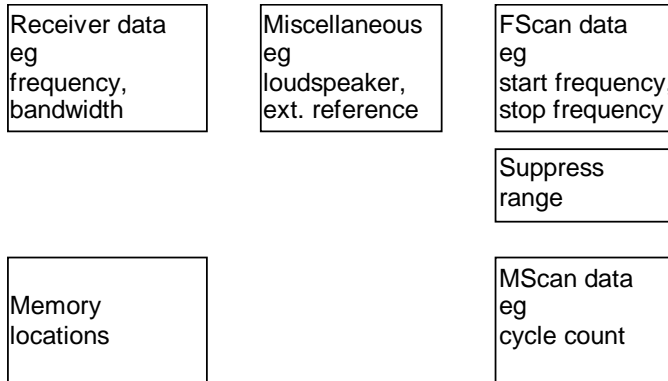 Receiver data
eg
frequency,
bandwidth
Miscellaneous
eg
loudspeaker,
ext. reference
FScan data
eg
start frequency,
stop frequency
Suppress
range
Memory
locations
MScan data
eg
cycle count